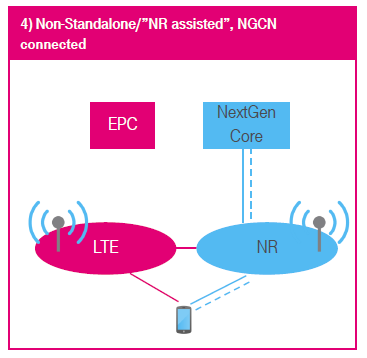 4) Non-Standalone/”NR assisted”, NGCN
connected
EPC
NextGen
Core
LTE
NR